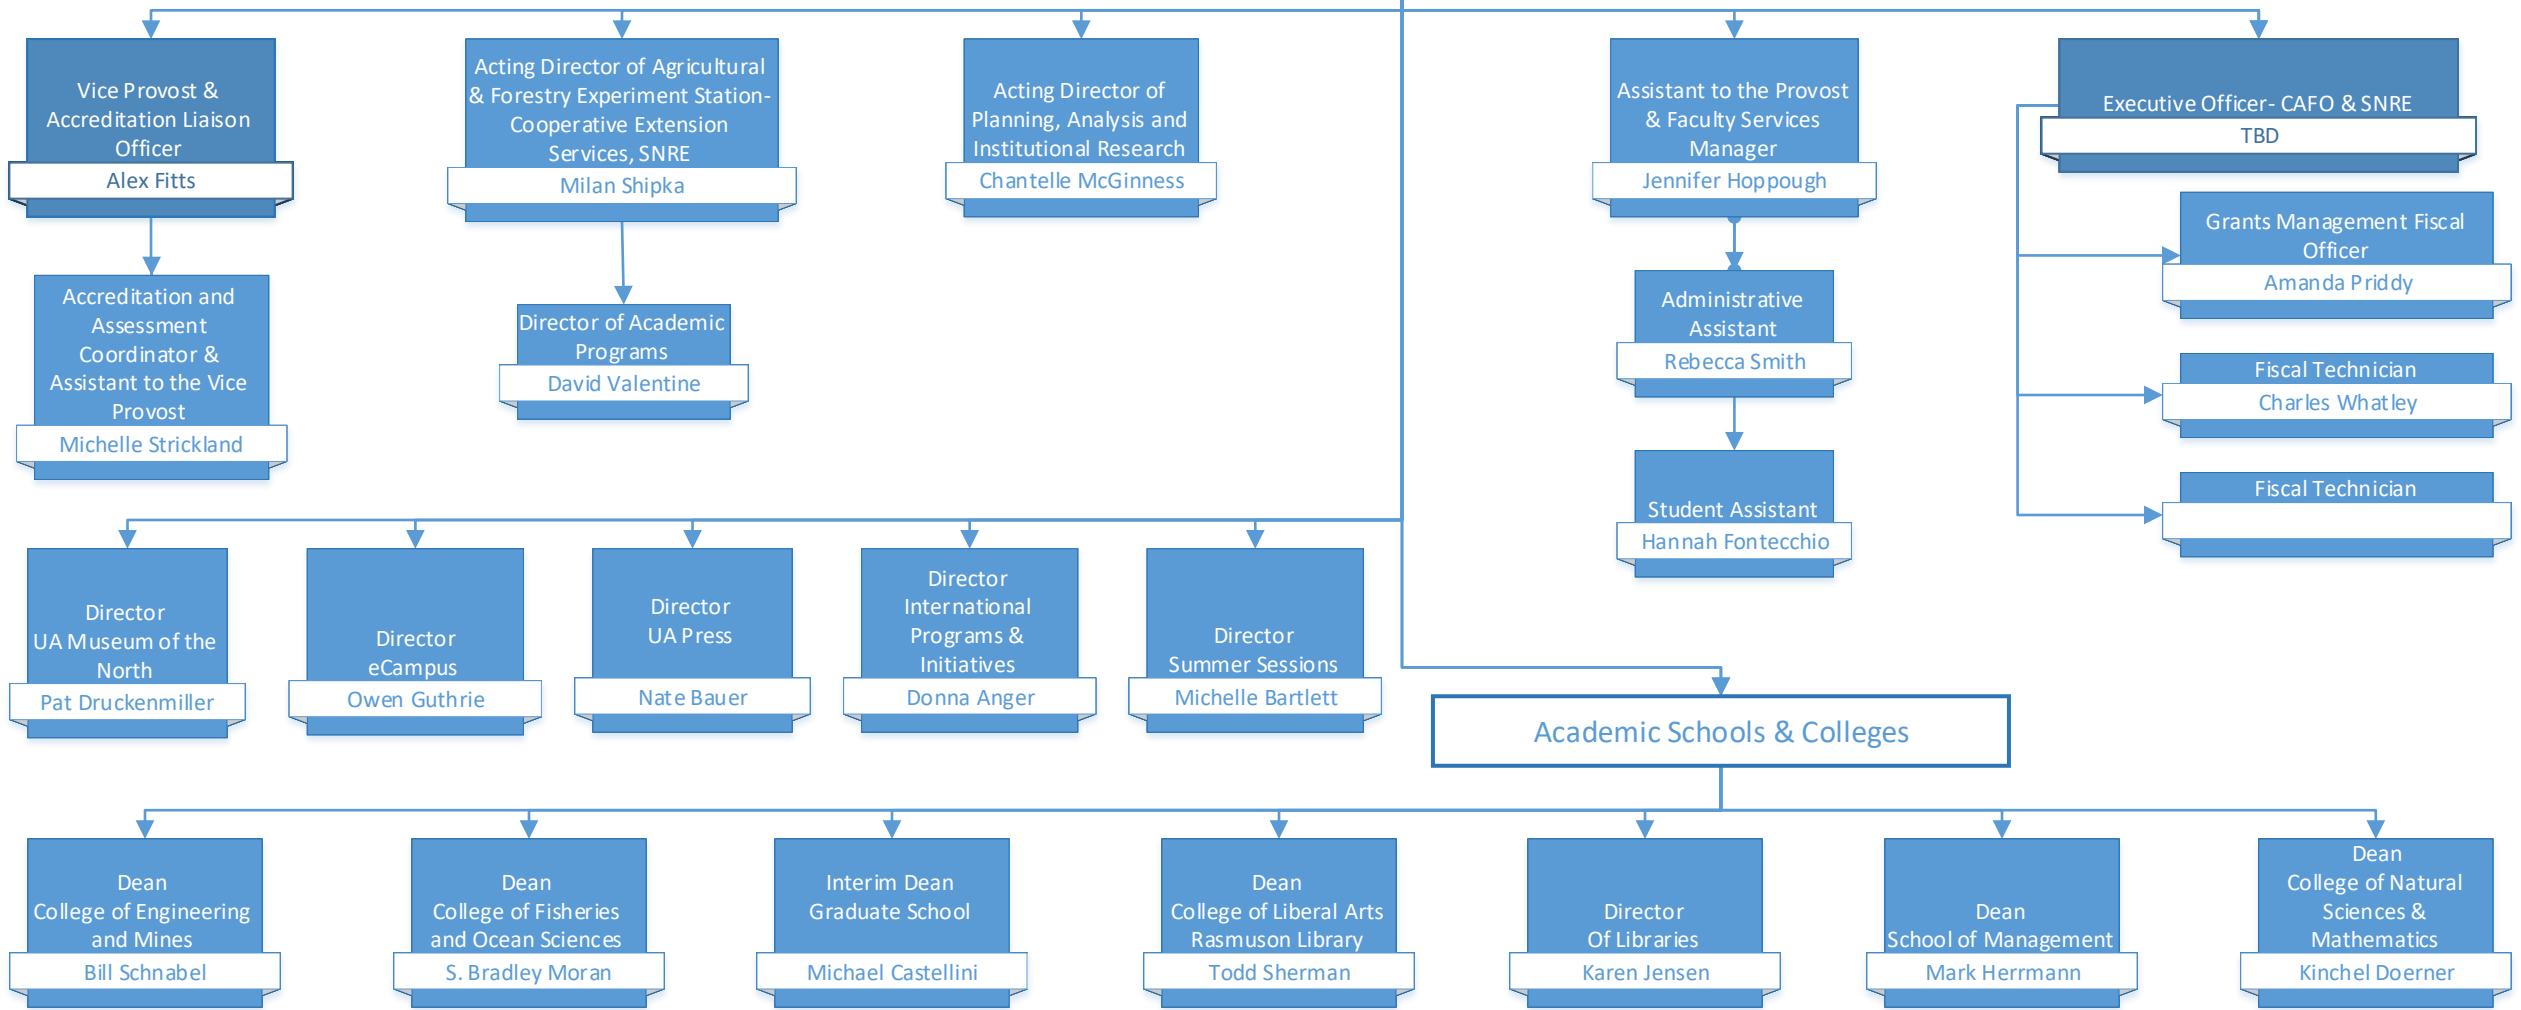 Vice Provost &
Accreditation Liaison
Officer
Alex Fitts
Acting Director of Agricultural
& Forestry Experiment Station-
Cooperative Extension
Services, SNRE
Milan Shipka
Acting Director of
Planning, Analysis and
Institutional Research
Chantelle McGinness
Assistant to the Provost
& Faculty Services
Manager
Jennifer Hoppough
Executive Officer- CAFO & SNRE
TBD
Accreditation and
Assessment
Coordinator &
Assistant to the Vice
Provost
Michelle Strickland
Director of Academic
Programs
David Valentine
Administrative
Assistant
Rebecca Smith
Student Assistant
Hannah Fontecchio
Grants Management Fiscal
Officer
Amanda Priddy
Fiscal Technician
Charles Whatley
Fiscal Technician
Director
UA Museum of the
North
Pat Druckenmiller
Director
eCampus
Owen Guthrie
Director
UA Press
Nate Bauer
Director
International
Programs &
Initiatives
Donna Anger
Director
Summer Sessions
Michelle Bartlett
Academic Schools & Colleges
Dean
College of Engineering
and Mines
Bill Schnabel
Dean
College of Fisheries
and Ocean Sciences
S. Bradley Moran
Interim Dean
Graduate School
Michael Castellini
Dean
College of Liberal Arts
Rasmuson Library
Todd Sherman
Director
Of Libraries
Karen Jensen
Dean
School of Management
Mark Herrmann
Dean
College of Natural
Sciences &
Mathematics
Kinchel Doerner